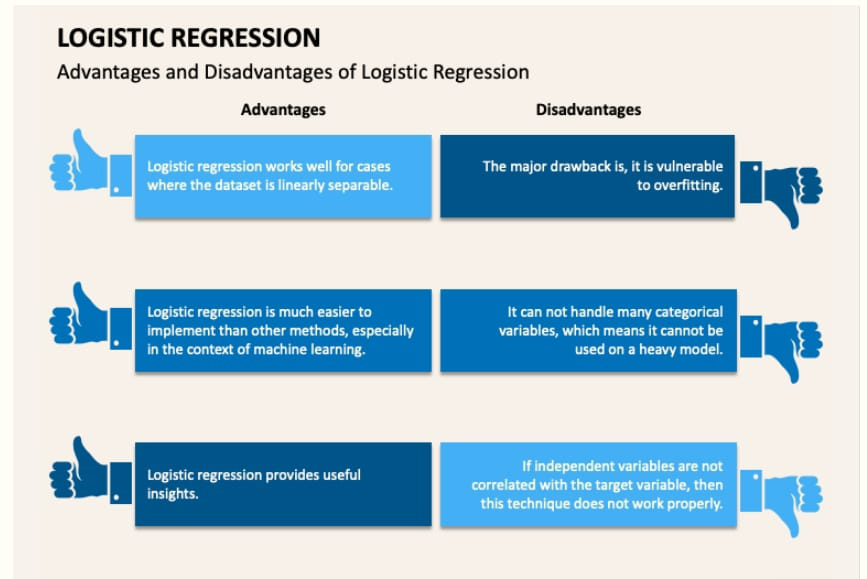 LOGISTIC REGRESSION
Advantages and Disadvantages of Logistic Regression
Advantages
Disadvantages
Logistic regression works well for cases
where the dataset is linearly separable.
The major drawback is, it is vulnerable
to overfitting.
Logistic regression is much easier to
implement than other methods, especially
in the context of machine learning.
It can not handle many categorical
variables, which means it cannot be
used on a heavy model.
Logistic regression provides useful
insights.
If independent variables are not
correlated with the target variable, then
this technique does not work properly.